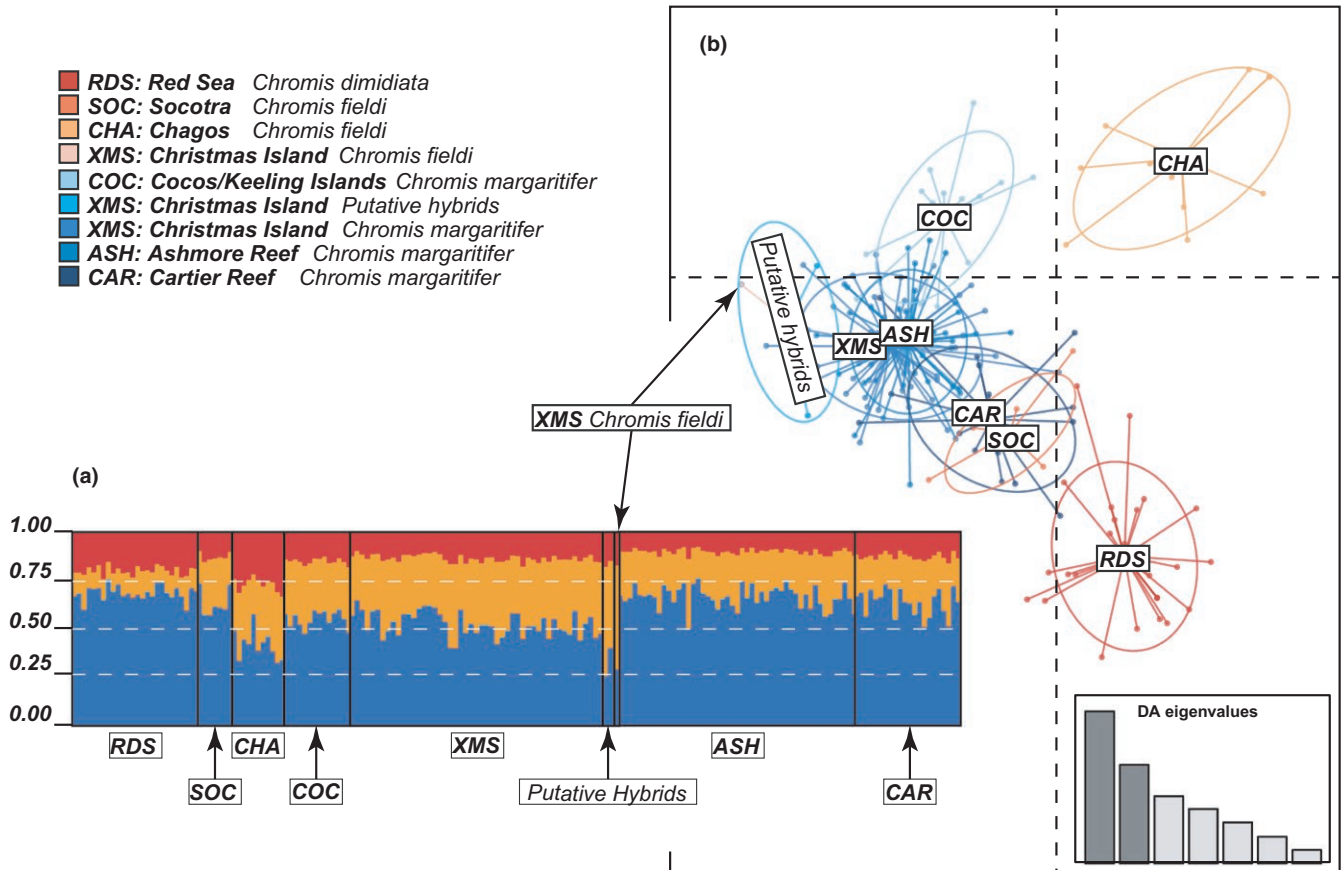 (b)
RDS: Red Sea Chromis dimidiata
SOC: Socotra Chromis fieldi
CHA: Chagos Chromis fieldi
XMS: Christmas Island Chromis fieldi
COC: Cocos/Keeling Islands Chromis margaritifer
XMS: Christmas Island Putative hybrids
XMS: Christmas Island Chromis margaritifer
ASH: Ashmore Reef Chromis margaritifer
CAR: Cartier Reef Chromis margaritifer
CHA
COC
Putative hybrids
ASH
XMS
CAR
SOC
XMS Chromis fieldi
RDS
(a)
1.00
0.75
0.50
0.25
0.00
RDS
CHA
XMS
ASH
SOC
COC
Putative Hybrids
CAR
DA eigenvalues